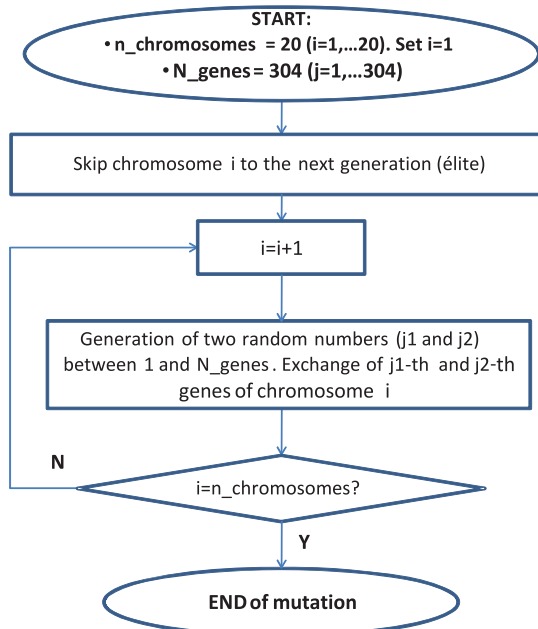 START:
• n_chromosomes = 20 (i=1,...20). Set i=1
• N_genes = 304 (j=1,...304)
Skip chromosome i to the next generation (élite)
i=i+1
Generation of two random numbers (j1 and j2)
between 1 and N_genes. Exchange of j1-th and j2-th
genes of chromosome i
N
i=n_chromosomes?
Y
END of mutation